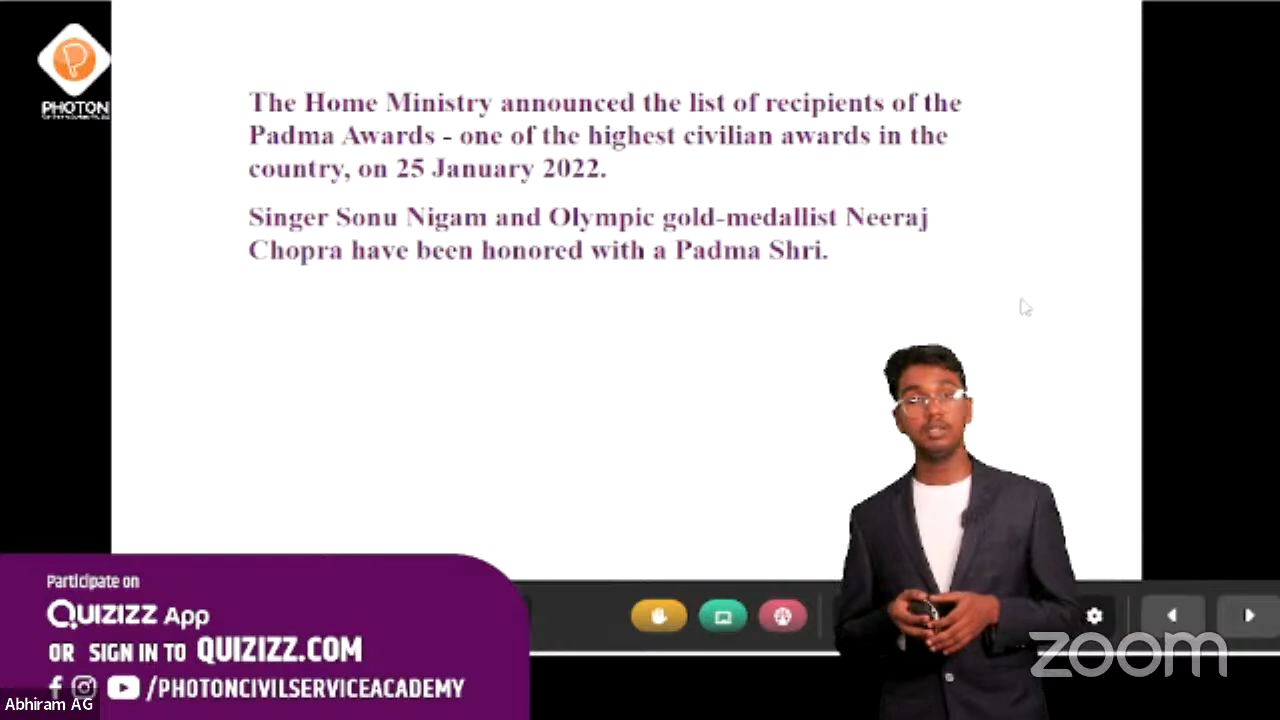 PHOTON
The Home Ministry announced the list of recipients of the
Padma Awards - one of the highest civilian awards in the
country, on 25 January 2022.
Singer Sonu Nigam and Olympic gold-medallist Neeraj
Chopra have been honored with a Padma Shri.
Participate on
QUIZIZZ App
OR SIGN IN TO QUIZIZZ.COM
/PHOTONCIVILSERVICEACADEMY
Abhiram AG
zoom